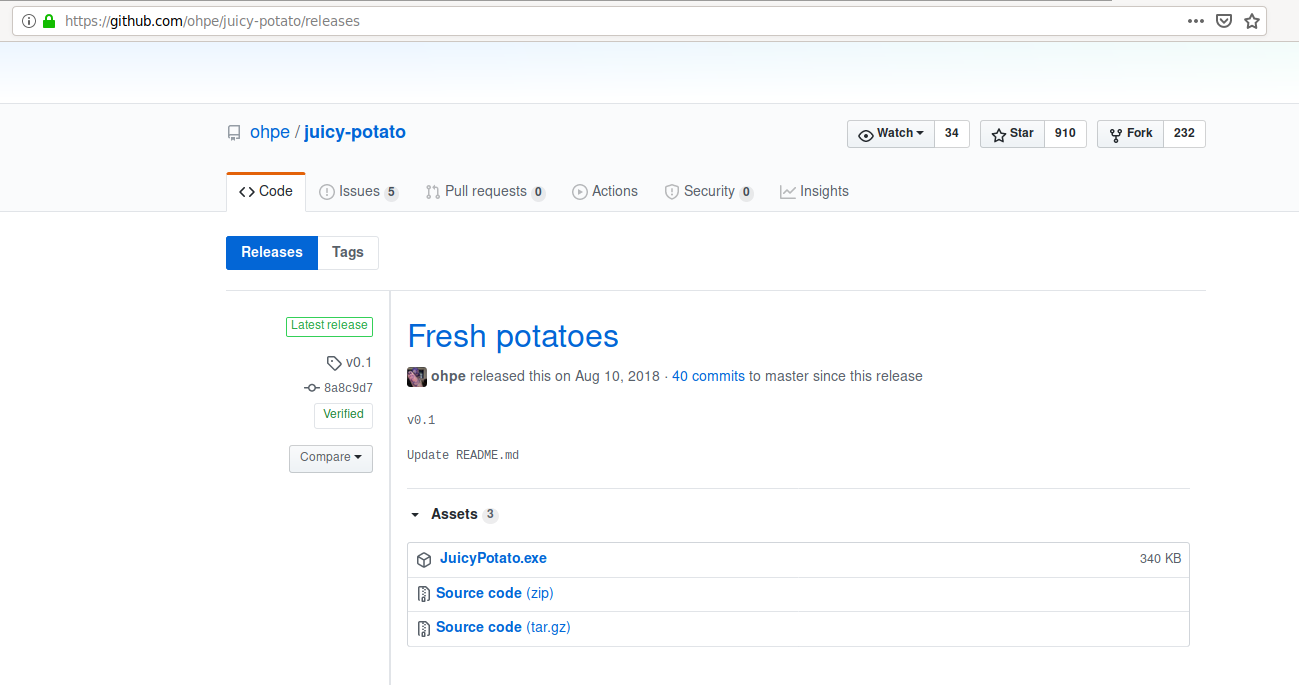 https://github.com/ohpe/juicy-potato/releases
ohpe / juicy-potato
Watch 34 Star 910 Fork 232
Code Issues 5 Pull requests 0 Actions Security 0 Insights
Releases Tags
Latest release
v0.1
8a8c9d7
Verified
Compare
Fresh potatoes
ohpe released this on Aug 10, 2018 · 40 commits to master since this release
v0.1
Update README.md
Assets 3
JuicyPotato.exe 340 KB
Source code (zip)
Source code (tar.gz)